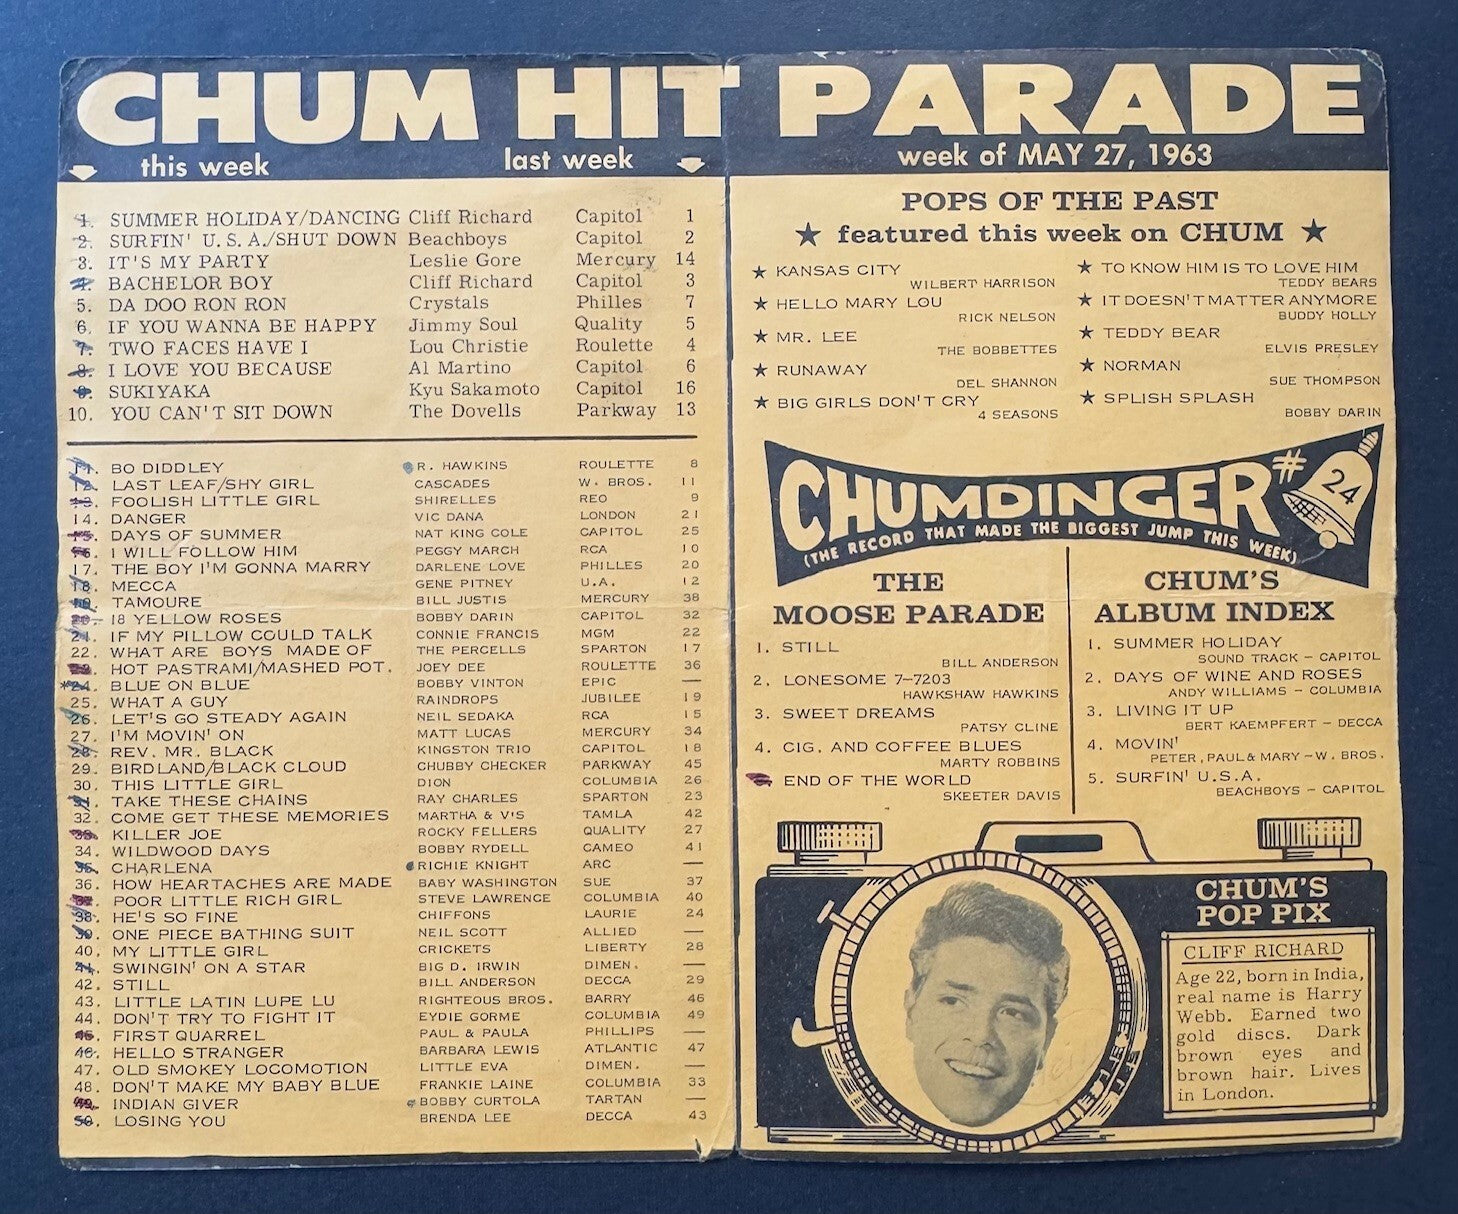 CHUM HIT PARADE
this week last week
week of MAY 27, 1963
1. SUMMER HOLIDAY/DANCING Cliff Richard Capitol 1
2. SURFIN' U.S.A./SHUT DOWN Beachboys Capitol 2
3. IT'S MY PARTY Leslie Gore Mercury 14
4. BACHELOR BOY Cliff Richard Capitol 3
5. DA DOO RON RON Crystals Philles 7
6. IF YOU WANNA BE HAPPY Jimmy Soul Quality 5
7. TWO FACES HAVE I Lou Christie Roulette 4
8. I LOVE YOU BECAUSE Al Martino Capitol 6
9. SUKIYAKA Kyu Sakamoto Capitol 16
10. YOU CAN'T SIT DOWN The Dovells Parkway 13
11. BO DIDDLEY R. HAWKINS ROULETTE 8
12. LAST LEAF/SHY GIRL CASCADES W. BROS. 11
13. FOOLISH LITTLE GIRL SHIRELLES REO 9
14. DANGER VIC DANA LONDON 21
15. DAYS OF SUMMER NAT KING COLE CAPITOL 25
16. I WILL FOLLOW HIM PEGGY MARCH RCA 10
17. THE BOY I'M GONNA MARRY DARLENE LOVE PHILLES 20
18. MECCA GENE PITNEY U.A. 12
19. TAMOURE BILL JUSTIS MERCURY 38
20. 18 YELLOW ROSES BOBBY DARIN CAPITOL 32
21. IF MY PILLOW COULD TALK CONNIE FRANCIS MGM 22
22. WHAT ARE BOYS MADE OF THE PERCELLS SPARTON 17
23. HOT PASTRAMI/MASHED POT. JOEY DEE ROULETTE 36
*24. BLUE ON BLUE BOBBY VINTON EPIC —
25. WHAT A GUY RAINDROPS JUBILEE 19
26. LET'S GO STEADY AGAIN NEIL SEDAKA RCA 15
27. I'M MOVIN' ON MATT LUCAS MERCURY 34
28. REV. MR. BLACK KINGSTON TRIO CAPITOL 18
29. BIRDLAND/BLACK CLOUD CHUBBY CHECKER PARKWAY 45
30. THIS LITTLE GIRL DION COLUMBIA 26
31. TAKE THESE CHAINS RAY CHARLES SPARTON 23
32. COME GET THESE MEMORIES MARTHA & V'S TAMLA 42
33. KILLER JOE ROCKY FELLERS QUALITY 27
34. WILDWOOD DAYS BOBBY RYDELL CAMEO 41
35. CHARLENA RICHIE KNIGHT ARC —
36. HOW HEARTACHES ARE MADE BABY WASHINGTON SUE 37
37. POOR LITTLE RICH GIRL STEVE LAWRENCE COLUMBIA 40
38. HE'S SO FINE CHIFFONS LAURIE 24
39. ONE PIECE BATHING SUIT NEIL SCOTT ALLIED —
40. MY LITTLE GIRL CRICKETS LIBERTY 28
41. SWINGIN' ON A STAR BIG D. IRWIN DIMEN. —
42. STILL BILL ANDERSON DECCA 29
43. LITTLE LATIN LUPE LU RIGHTEOUS BROS. BARRY 46
44. DON'T TRY TO FIGHT IT EYDIE GORME COLUMBIA 49
45. FIRST QUARREL PAUL & PAULA PHILLIPS —
46. HELLO STRANGER BARBARA LEWIS ATLANTIC 47
47. OLD SMOKEY LOCOMOTION LITTLE EVA DIMEN. —
48. DON'T MAKE MY BABY BLUE FRANKIE LAINE COLUMBIA 33
49. INDIAN GIVER BOBBY CURTOLA TARTAN —
50. LOSING YOU BRENDA LEE DECCA 43
POPS OF THE PAST
★ featured this week on CHUM ★
★ KANSAS CITY
WILBERT HARRISON
★ HELLO MARY LOU
RICK NELSON
★ MR. LEE
THE BOBBETTES
★ RUNAWAY
DEL SHANNON
★ BIG GIRLS DON'T CRY
4 SEASONS
★ TO KNOW HIM IS TO LOVE HIM
TEDDY BEARS
★ IT DOESN'T MATTER ANYMORE
BUDDY HOLLY
★ TEDDY BEAR
ELVIS PRESLEY
★ NORMAN
SUE THOMPSON
★ SPLISH SPLASH
BOBBY DARIN
CHUMDINGER # 24
(THE RECORD THAT MADE THE BIGGEST JUMP THIS WEEK)
THE
MOOSE PARADE
1. STILL
BILL ANDERSON
2. LONESOME 7-7203
HAWKSHAW HAWKINS
3. SWEET DREAMS
PATSY CLINE
4. CIG. AND COFFEE BLUES
MARTY ROBBINS
END OF THE WORLD
SKEETER DAVIS
CHUM'S
ALBUM INDEX
1. SUMMER HOLIDAY
SOUND TRACK - CAPITOL
2. DAYS OF WINE AND ROSES
ANDY WILLIAMS - COLUMBIA
3. LIVING IT UP
BERT KAEMPFERT - DECCA
4. MOVIN'
PETER, PAUL & MARY - W. BROS.
5. SURFIN' U.S.A.
BEACHBOYS - CAPITOL
CHUM'S
POP PIX
CLIFF RICHARD
Age 22, born in India,
real name is Harry
Webb. Earned two
gold discs. Dark
brown eyes and
brown hair. Lives
in London.